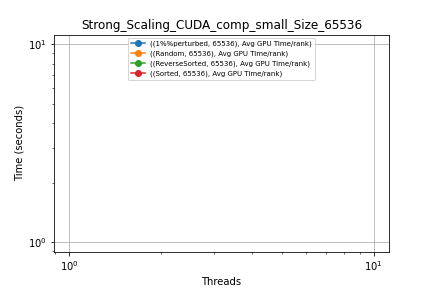 Strong_Scaling_CUDA_comp_small_Size_65536
((1%%perturbed, 65536), Avg GPU Time/rank)
((Random, 65536), Avg GPU Time/rank)
((ReverseSorted, 65536), Avg GPU Time/rank)
((Sorted, 65536), Avg GPU Time/rank)
10¹
Time (seconds)
10⁰
10⁰ 10¹
Threads